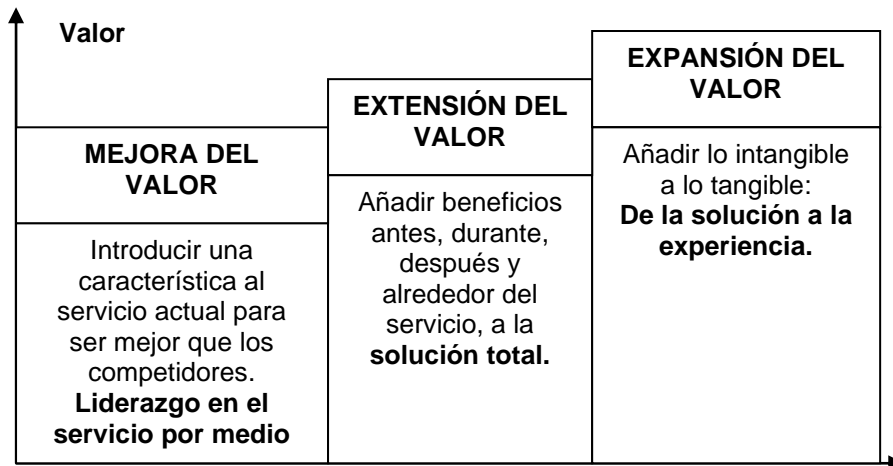 Valor
MEJORA DEL
VALOR
Introducir una
característica al
servicio actual para
ser mejor que los
competidores.
Liderazgo en el
servicio por medio
EXTENSIÓN DEL
VALOR
Añadir beneficios
antes, durante,
después y
alrededor del
servicio, a la
solución total.
EXPANSIÓN DEL
VALOR
Añadir lo intangible
a lo tangible:
De la solución a la
experiencia.